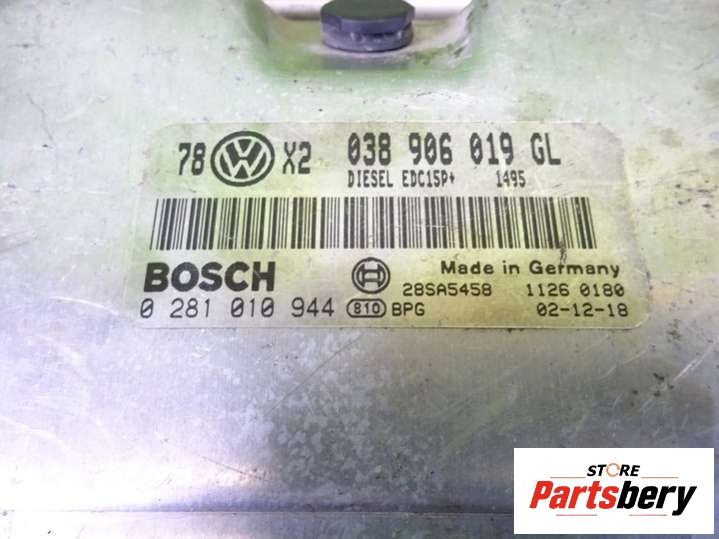 78 VW X2 038 906 019 GL
DIESEL EDC15P+ 1495
BOSCH Made in Germany
28SA5458 1126 0180
0 281 010 944 810 BPG 02-12-18
STORE
Partsbery